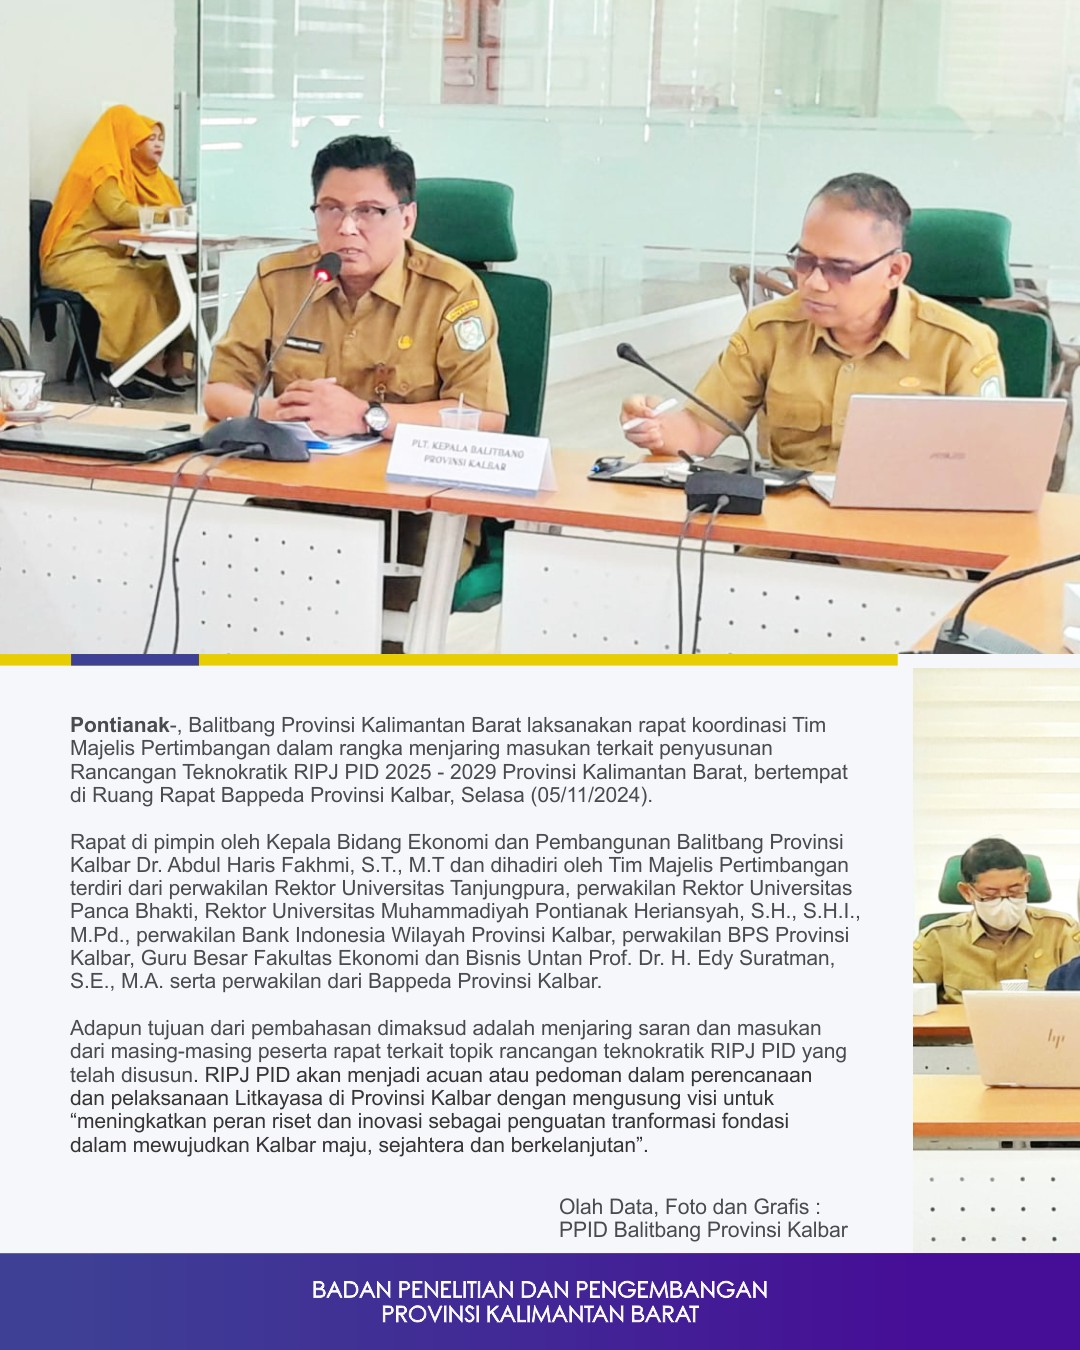 PLT. KEPALA BALITBANG
PROVINSI KALBAR
ASUS
Pontianak-, Balitbang Provinsi Kalimantan Barat laksanakan rapat koordinasi Tim
Majelis Pertimbangan dalam rangka menjaring masukan terkait penyusunan
Rancangan Teknokratik RIPJ PID 2025 - 2029 Provinsi Kalimantan Barat, bertempat
di Ruang Rapat Bappeda Provinsi Kalbar, Selasa (05/11/2024).
Rapat di pimpin oleh Kepala Bidang Ekonomi dan Pembangunan Balitbang Provinsi
Kalbar Dr. Abdul Haris Fakhmi, S.T., M.T dan dihadiri oleh Tim Majelis Pertimbangan
terdiri dari perwakilan Rektor Universitas Tanjungpura, perwakilan Rektor Universitas
Panca Bhakti, Rektor Universitas Muhammadiyah Pontianak Heriansyah, S.H., S.H.I.,
M.Pd., perwakilan Bank Indonesia Wilayah Provinsi Kalbar, perwakilan BPS Provinsi
Kalbar, Guru Besar Fakultas Ekonomi dan Bisnis Untan Prof. Dr. H. Edy Suratman,
S.E., M.A. serta perwakilan dari Bappeda Provinsi Kalbar.
Adapun tujuan dari pembahasan dimaksud adalah menjaring saran dan masukan
dari masing-masing peserta rapat terkait topik rancangan teknokratik RIPJ PID yang
telah disusun. RIPJ PID akan menjadi acuan atau pedoman dalam perencanaan
dan pelaksanaan Litkayasa di Provinsi Kalbar dengan mengusung visi untuk
“meningkatkan peran riset dan inovasi sebagai penguatan tranformasi fondasi
dalam mewujudkan Kalbar maju, sejahtera dan berkelanjutan”.
Olah Data, Foto dan Grafis :
PPID Balitbang Provinsi Kalbar
hp
BADAN PENELITIAN DAN PENGEMBANGAN
PROVINSI KALIMANTAN BARAT